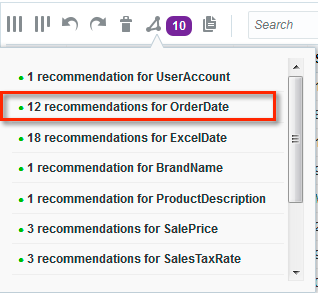 10
Search
1 recommendation for UserAccount
12 recommendations for OrderDate
18 recommendations for ExcelDate
1 recommendation for BrandName
1 recommendation for ProductDescription
3 recommendations for SalePrice
3 recommendations for SalesTaxRate